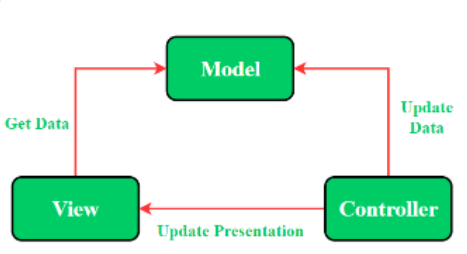 Model
Get Data
Update
Data
View
Controller
Update Presentation